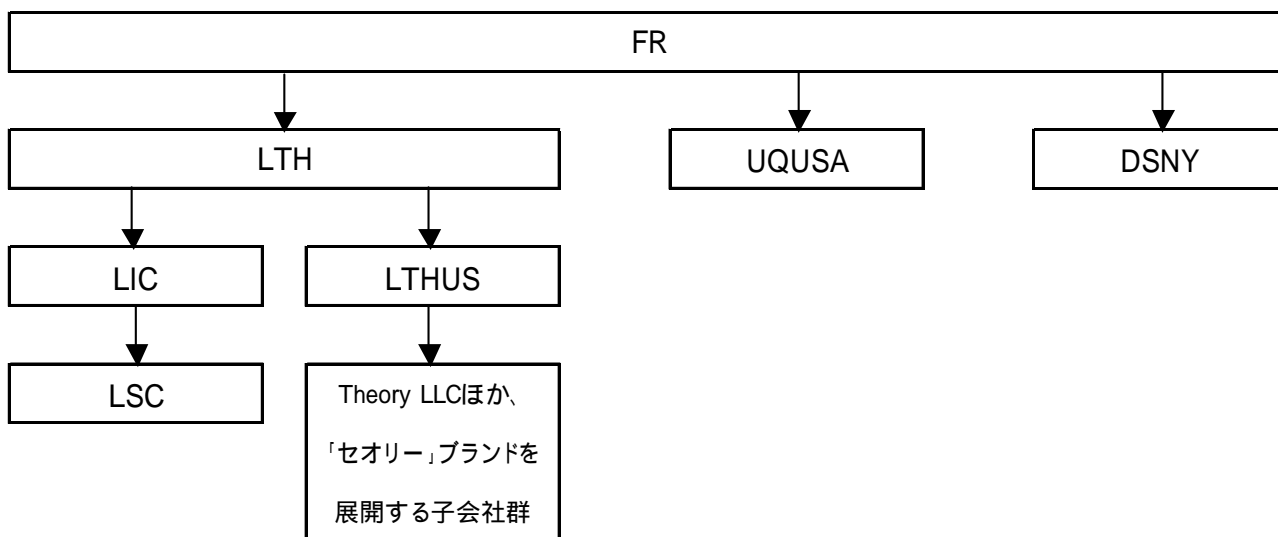 FR
LTH
UQUSA
DSNY
LIC
LTHUS
LSC
Theory LLCほか、
「セオリー」ブランドを
展開する子会社群